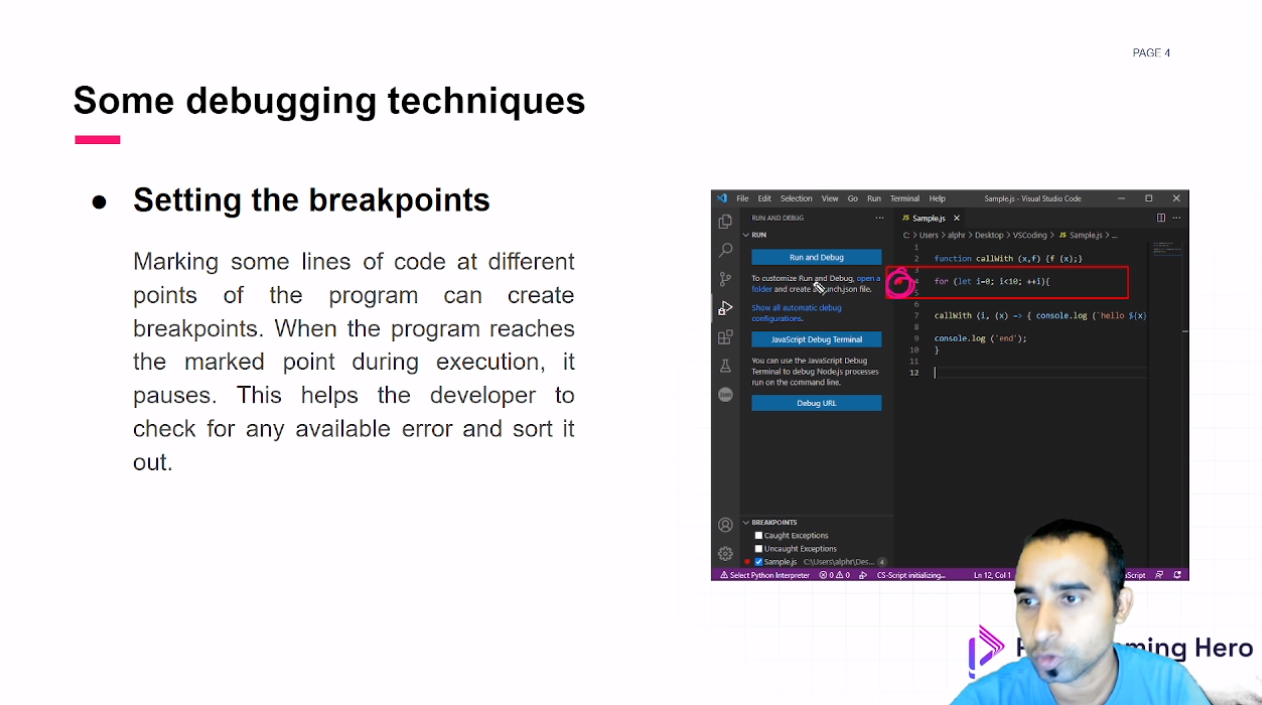 PAGE 4
Some debugging techniques
● Setting the breakpoints
Marking some lines of code at different
points of the program can create
breakpoints. When the program reaches
the marked point during execution, it
pauses. This helps the developer to
check for any available error and sort it
out.
File Edit Selection View Go Run Terminal Help Sample.js - Visual Studio Code
RUN AND DEBUG ...
RUN
Run and Debug
To customize Run and Debug, open a
folder and create a launch.json file.
Show all automatic debug
configurations.
JavaScript Debug Terminal
You can use the JavaScript Debug
Terminal to debug Node.js processes
run on the command line.
Debug URL
BREAKPOINTS
Caught Exceptions
Uncaught Exceptions
Sample.js C:\Users\alphr\Des... 4
JS Sample.js
C: > Users > alphr > Desktop > VSCoding > JS Sample.js > ...
1
2 function callWith (x,f) {f (x);}
3
4 for (let i=0; i<10; ++i){
5
6
7 callWith (i, (x) => { console.log (`hello ${x}
8
9 console.log ('end');
10 }
11
12
Select Python Interpreter 0 0 CS-Script initializing... Ln 12, Col 1
ming Hero